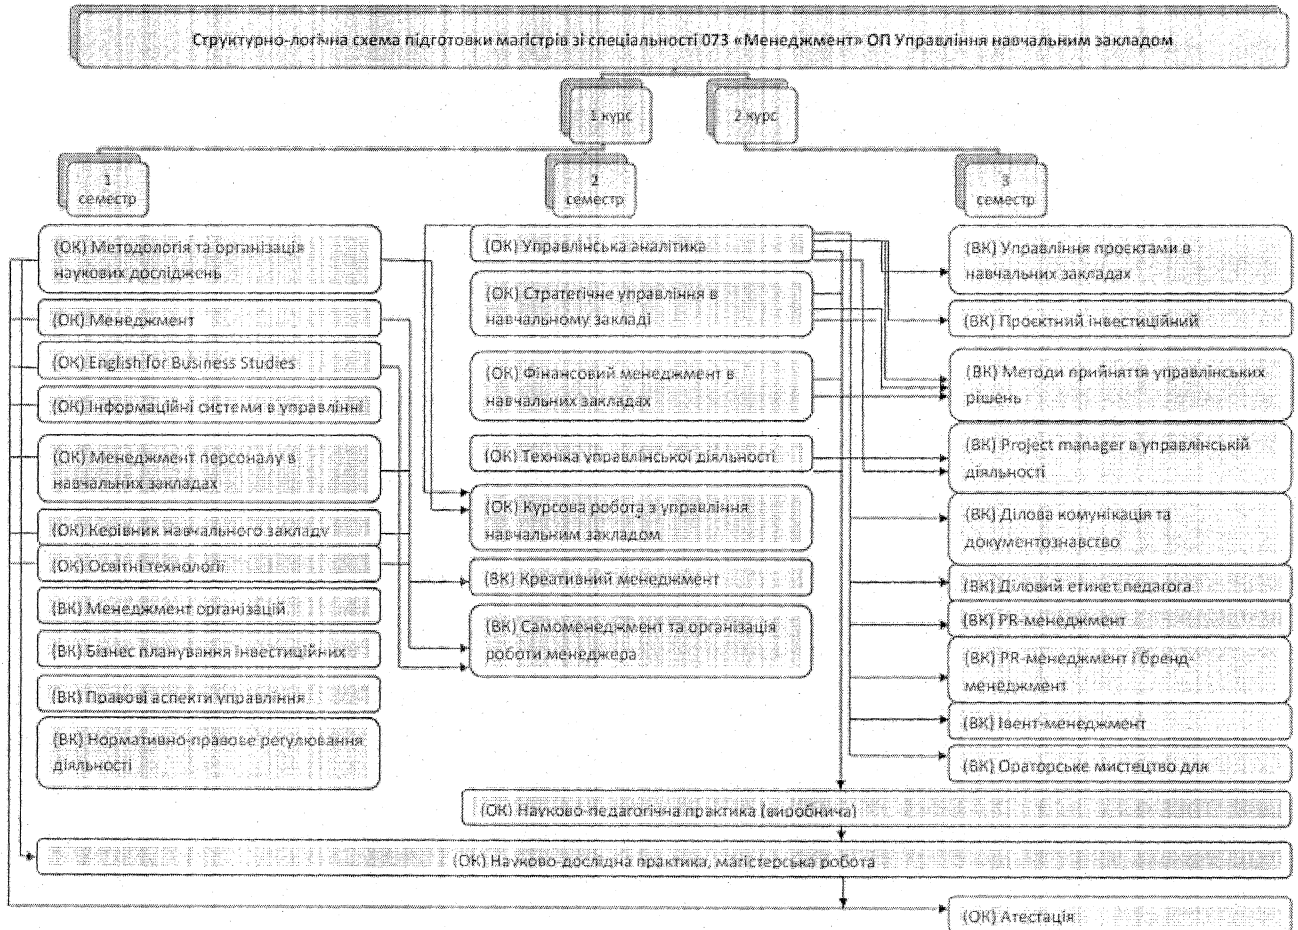 Структурно-логічна схема підготовки магістрів зі спеціальності 073 «Менеджмент» ОП Управління навчальним закладом
1 курс
2 курс
1
семестр
2
семестр
3
семестр
(ОК) Методологія та організація
наукових досліджень
(ОК) Менеджмент
(ОК) English for Business Studies
(ОК) Інформаційні системи в управлінні
(ОК) Менеджмент персоналу в
навчальних закладах
(ОК) Керівник навчального закладу
(ОК) Освітні технології
(ВК) Менеджмент організацій
(ВК) Бізнес планування інвестиційних
(ВК) Правові аспекти управління
(ВК) Нормативно-правове регулювання
діяльності
(ОК) Управлінська аналітика
(ОК) Стратегічне управління в
навчальному закладі
(ОК) Фінансовий менеджмент в
навчальних закладах
(ОК) Техніка управлінської діяльності
(ОК) Курсова робота з управління
навчальним закладом
(ВК) Креативний менеджмент
(ВК) Самоменеджмент та організація
роботи менеджера
(ВК) Управління проєктами в
навчальних закладах
(ВК) Проєктний інвестиційний
(ВК) Методи прийняття управлінських
рішень
(ВК) Project manager в управлінській
діяльності
(ВК) Ділова комунікація та
документознавство
(ВК) Діловий етикет педагога
(ВК) PR-менеджмент
(ВК) PR-менеджмент і бренд-
менеджмент
(ВК) Івент-менеджмент
(ВК) Ораторське мистецтво для
(ОК) Науково-педагогічна практика (виробнича)
(ОК) Науково-дослідна практика, магістерська робота
(ОК) Атестація